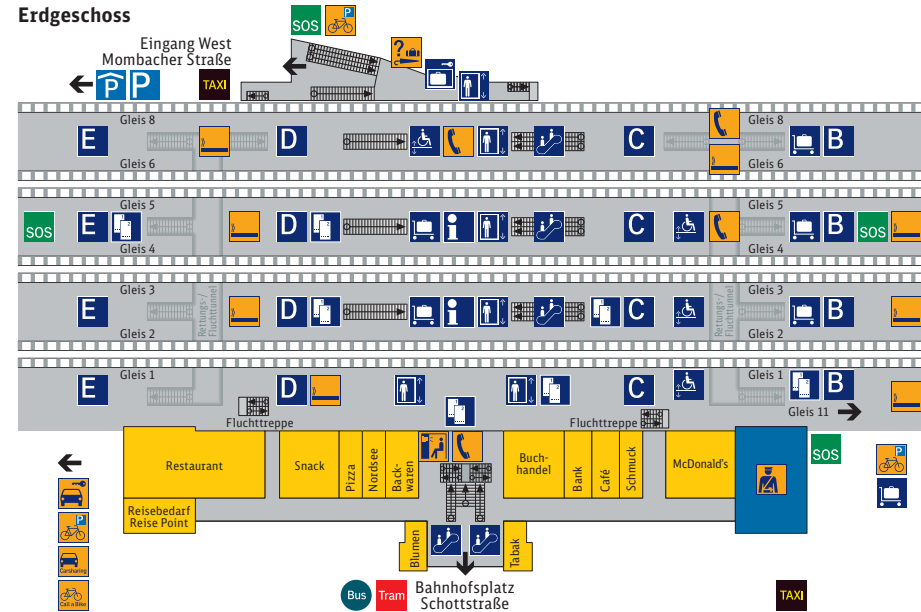 Erdgeschoss
SOS
P
Eingang West
Mombacher Straße
?
P P
TAXI
Gleis 8
Gleis 8
E
D
C
B
Gleis 6
Gleis 6
Gleis 5
Gleis 5
SOS
E
D
i
C
B
SOS
Gleis 4
Gleis 4
Gleis 3
Gleis 3
E
Rettungs-/
Fluchttunnel
D
i
C
Rettungs-/
Fluchttunnel
B
Gleis 2
Gleis 2
Gleis 1
Gleis 1
E
D
C
B
Gleis 11
Fluchttreppe
Fluchttreppe
Restaurant
Snack
Pizza
Nordsee
Back-
waren
Buch-
handel
Bank
Café
Schmuck
McDonald's
SOS
P
Reisebedarf
Reise Point
P
Carsharing
Call a Bike
Blumen
Tabak
Bus
Tram
Bahnhofsplatz
Schottstraße
TAXI